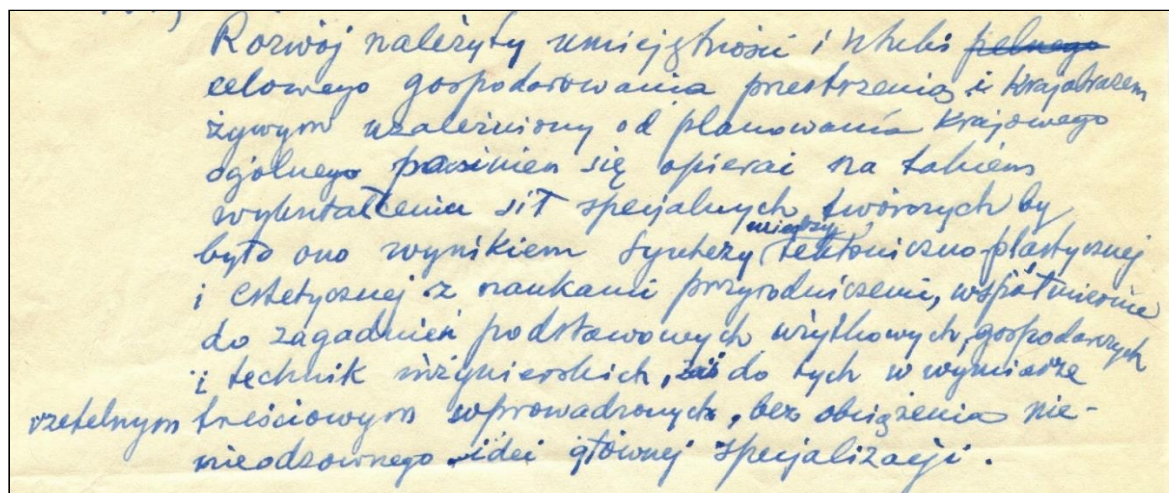 Rozwój należyty umiejętności i sztuki pełnego
celowego gospodarowania przestrzenią i krajobrazem
żywym uzależniony od planowania krajowego
ogólnego powinien się opierać na takiem
wykształceniu sił specjalnych, twórczych by
było ono wynikiem syntezy między tektoniczno-plastycznej
i estetycznej z naukami przyrodniczemi, współmiernie
do zagadnień podstawowych użytkowych, gospodarczych
i technik inżynierskich, do tych w wymiarze
rzetelnym treściowym wprowadzonych, bez obciążenia nie-
nieodzownego idei głównej specjalizacji.